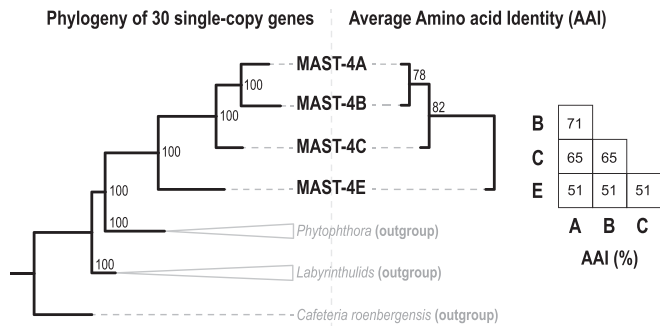 Phylogeny of 30 single-copy genes
Average Amino acid Identity (AAI)
MAST-4A
100
78
MAST-4B
100
82
B 71
MAST-4C
100
C 65 65
MAST-4E
100
E 51 51 51
100
Phytophthora (outgroup)
A B C
100
Labyrinthulids (outgroup)
AAI (%)
Cafeteria roenbergensis (outgroup)